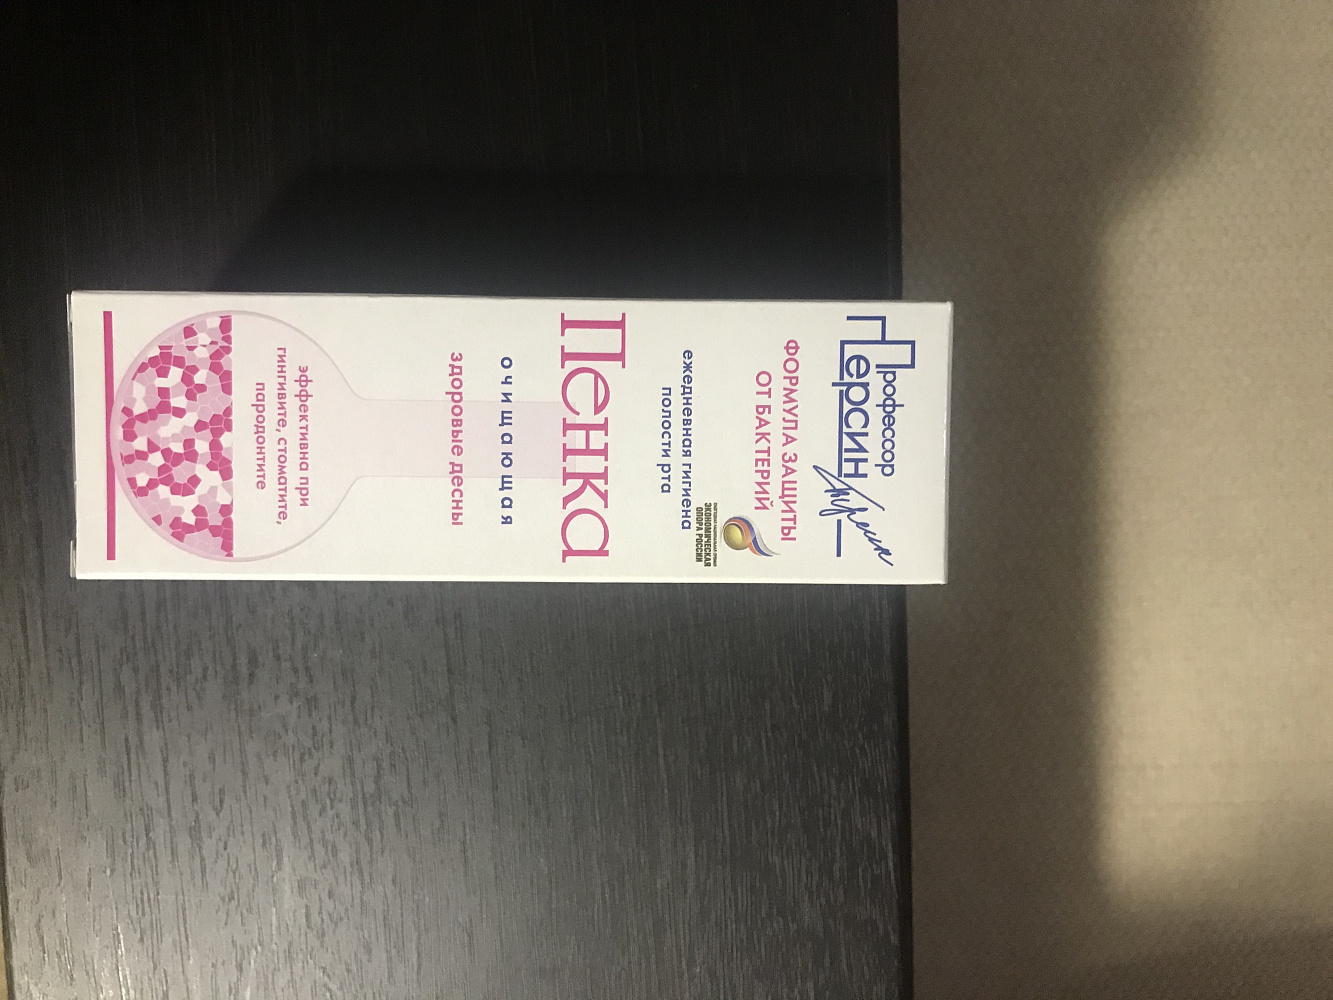 Профессор
Персин
ФОРМУЛА ЗАЩИТЫ
ОТ БАКТЕРИЙ
ЭКОНОМИЧЕСКАЯ
ОПОРА РОССИИ
ежедневная гигиена
полости рта
Пенка
очищающая
здоровые десны
эффективна при
гингивите, стоматите,
пародонтите